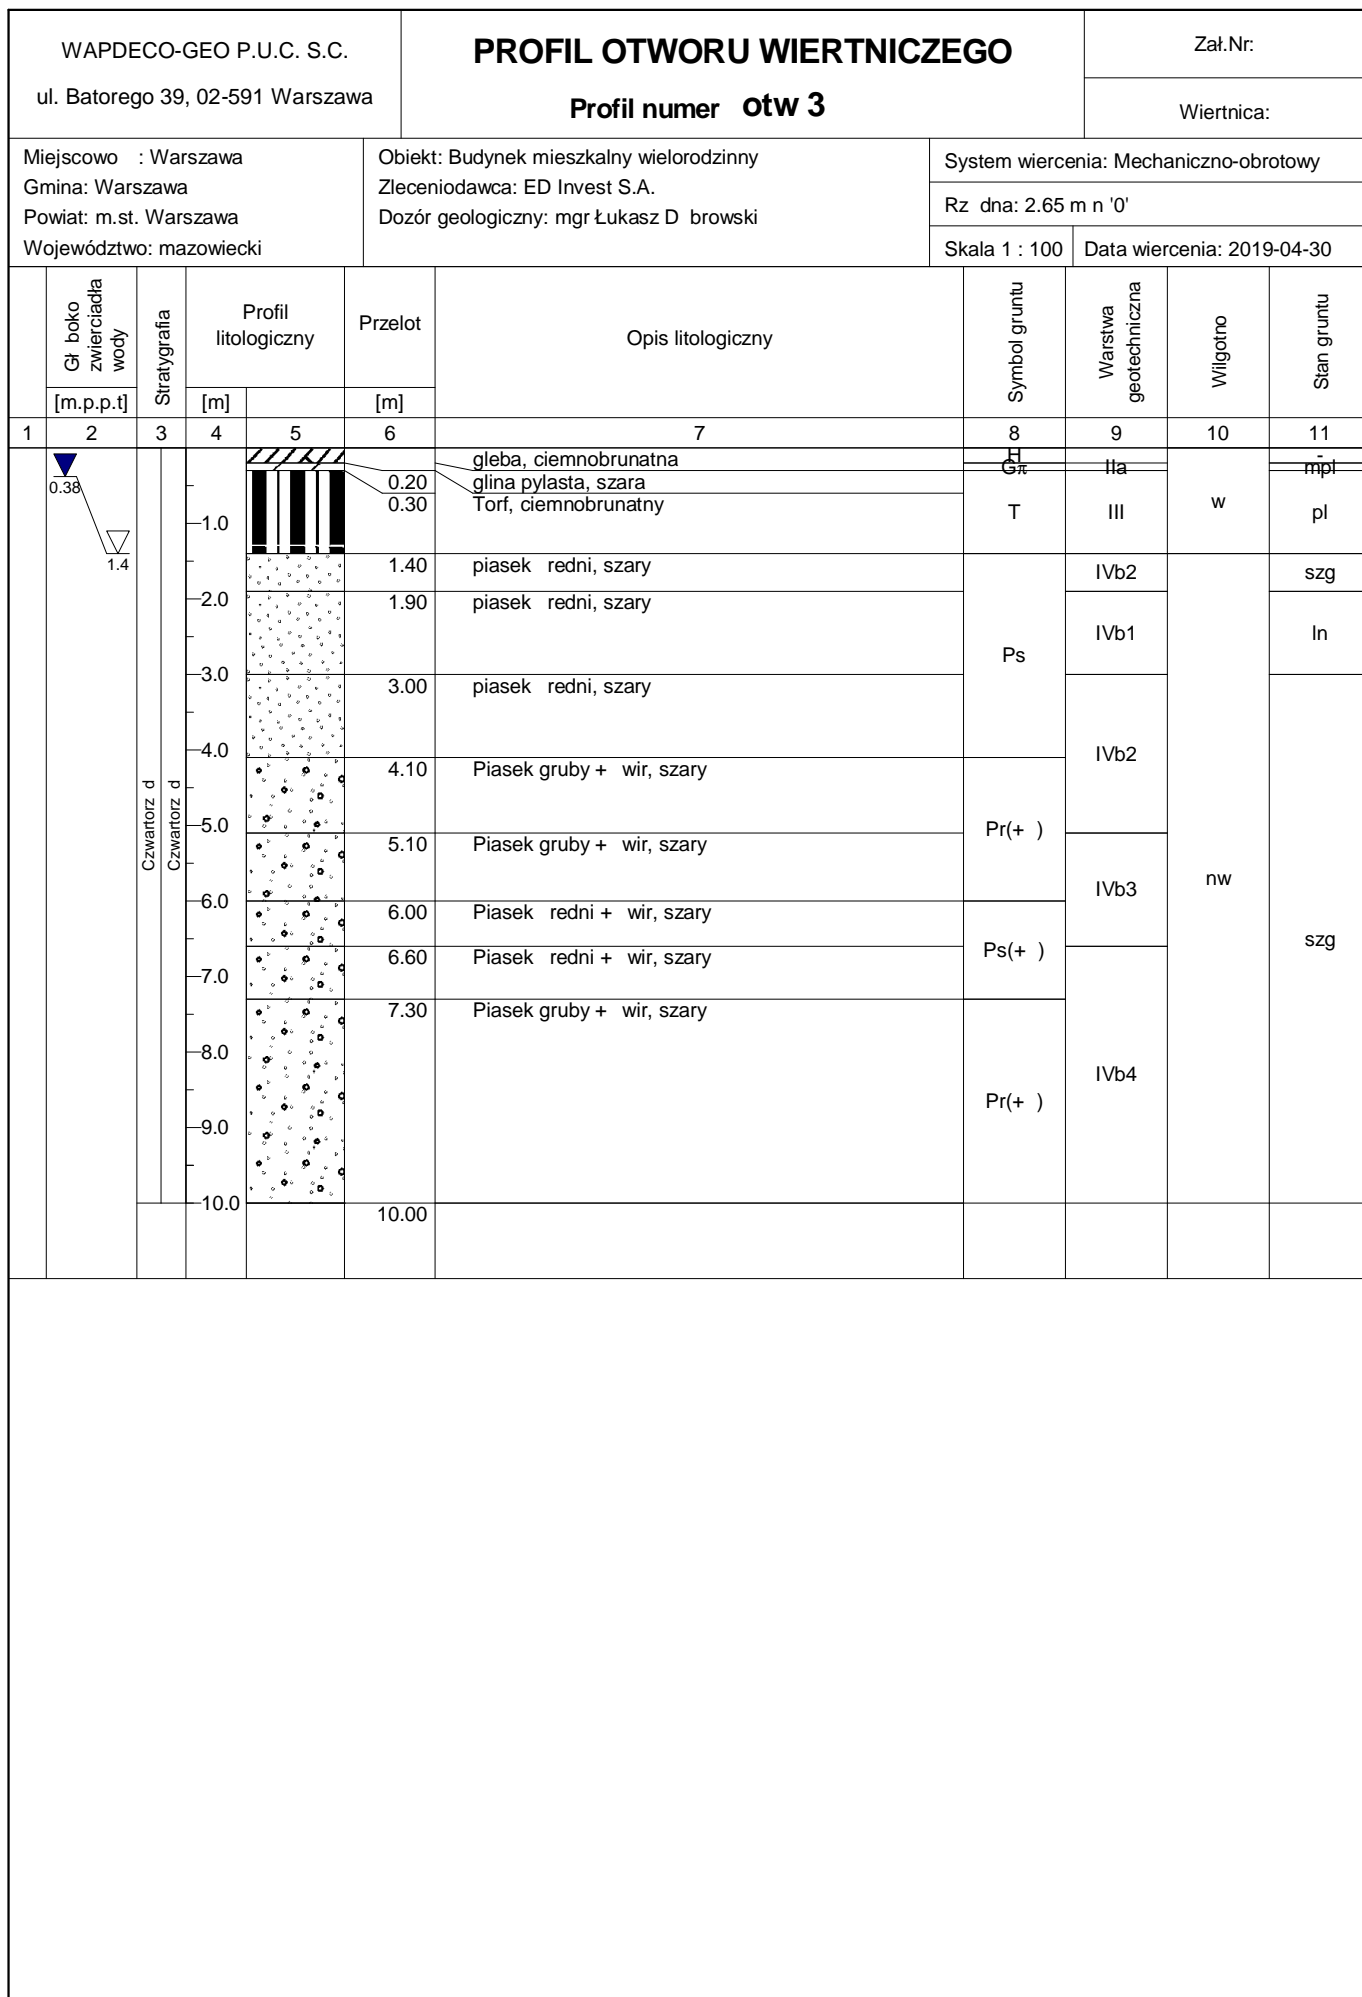 WAPDECO-GEO P.U.C. S.C.
ul. Batorego 39, 02-591 Warszawa
PROFIL OTWORU WIERTNICZEGO
Profil numer otw 3
Zał.Nr:
Wiertnica:
Miejscowo : Warszawa
Gmina: Warszawa
Powiat: m.st. Warszawa
Województwo: mazowiecki
Obiekt: Budynek mieszkalny wielorodzinny
Zleceniodawca: ED Invest S.A.
Dozór geologiczny: mgr Łukasz D browski
System wiercenia: Mechaniczno-obrotowy
Rz dna: 2.65 m n '0'
Skala 1 : 100
Data wiercenia: 2019-04-30
Gł boko
zwierciadła
wody
[m.p.p.t]
Stratygrafia
Profil
litologiczny
[m]
Przelot
[m]
Opis litologiczny
Symbol gruntu
Warstwa
geotechniczna
Wilgotno
Stan gruntu
1 2 3 4 5 6 7 8 9 10 11
gleba, ciemnobrunatna H -
0.20 glina pylasta, szara Gπ IIa mpl
0.38
0.30 Torf, ciemnobrunatny T III w pl
1.0
1.4
1.40 piasek redni, szary IVb2 szg
2.0
1.90 piasek redni, szary IVb1 ln
Ps
3.0
3.00 piasek redni, szary
4.0
IVb2
4.10 Piasek gruby + wir, szary
Czwartorz d
Czwartorz d
5.0
Pr(+ )
5.10 Piasek gruby + wir, szary
IVb3
nw
6.0
6.00 Piasek redni + wir, szary
szg
Ps(+ )
6.60 Piasek redni + wir, szary
7.0
7.30 Piasek gruby + wir, szary
8.0
IVb4
Pr(+ )
9.0
10.0
10.00